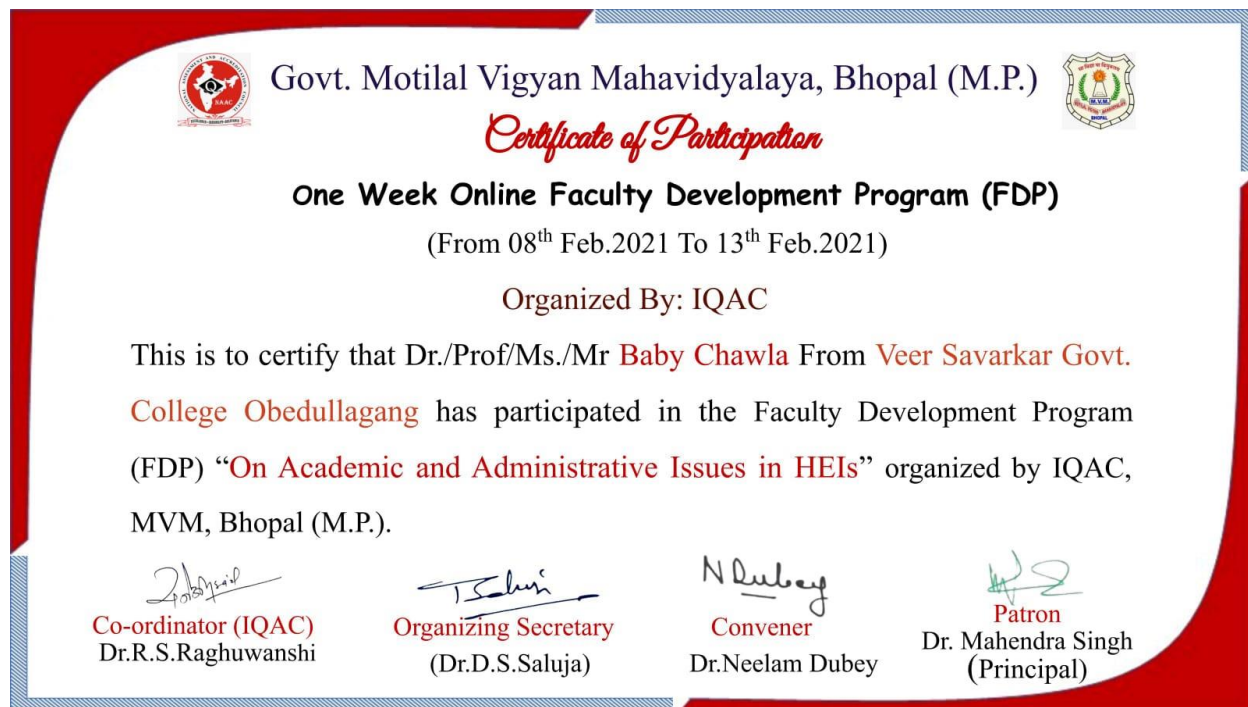 Govt. Motilal Vigyan Mahavidyalaya, Bhopal (M.P.)
NAAC
M.V.M.
BHOPAL
Certificate of Participation
One Week Online Faculty Development Program (FDP)
(From 08th Feb.2021 To 13th Feb.2021)
Organized By: IQAC
This is to certify that Dr./Prof/Ms./Mr Baby Chawla From Veer Savarkar Govt.
College Obedullagang has participated in the Faculty Development Program
(FDP) “On Academic and Administrative Issues in HEIs” organized by IQAC,
MVM, Bhopal (M.P.).
NDubey
Co-ordinator (IQAC)
Dr.R.S.Raghuwanshi
Organizing Secretary
(Dr.D.S.Saluja)
Convener
Dr.Neelam Dubey
Patron
Dr. Mahendra Singh
(Principal)